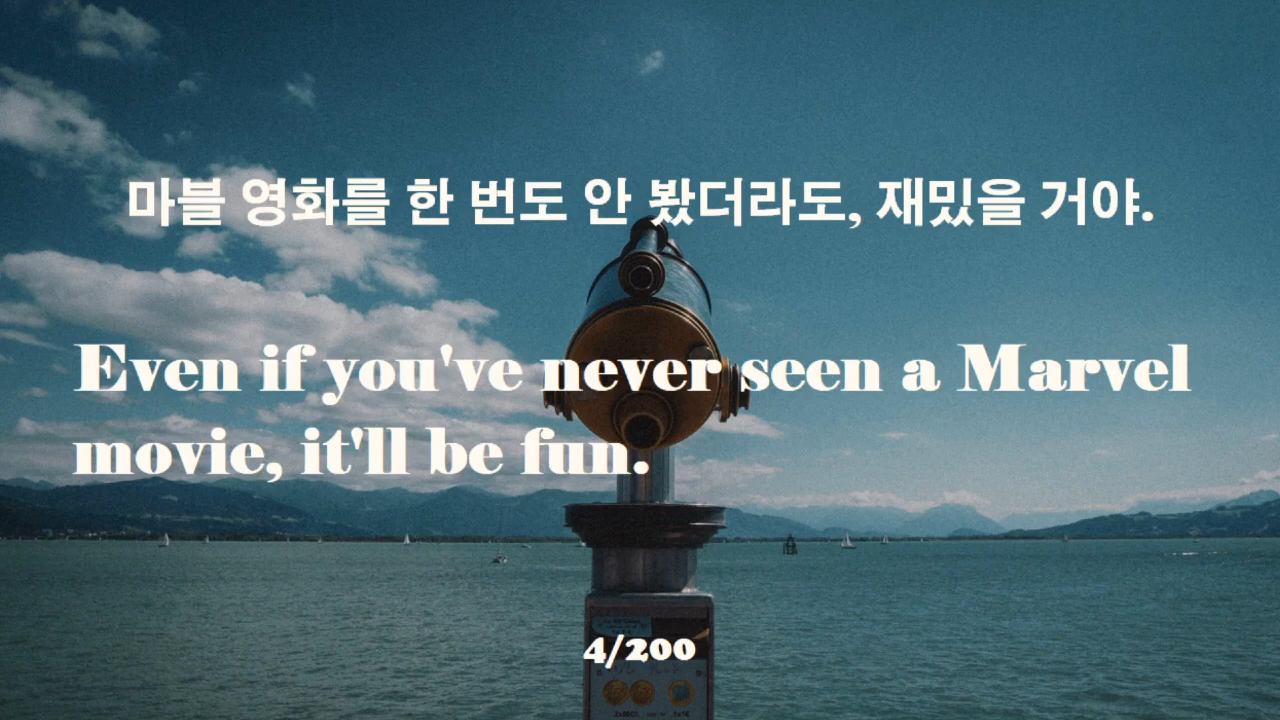 마블 영화를 한 번도 안 봤더라도, 재밌을 거야.
Even if you've never seen a Marvel
movie, it'll be fun.
4/200